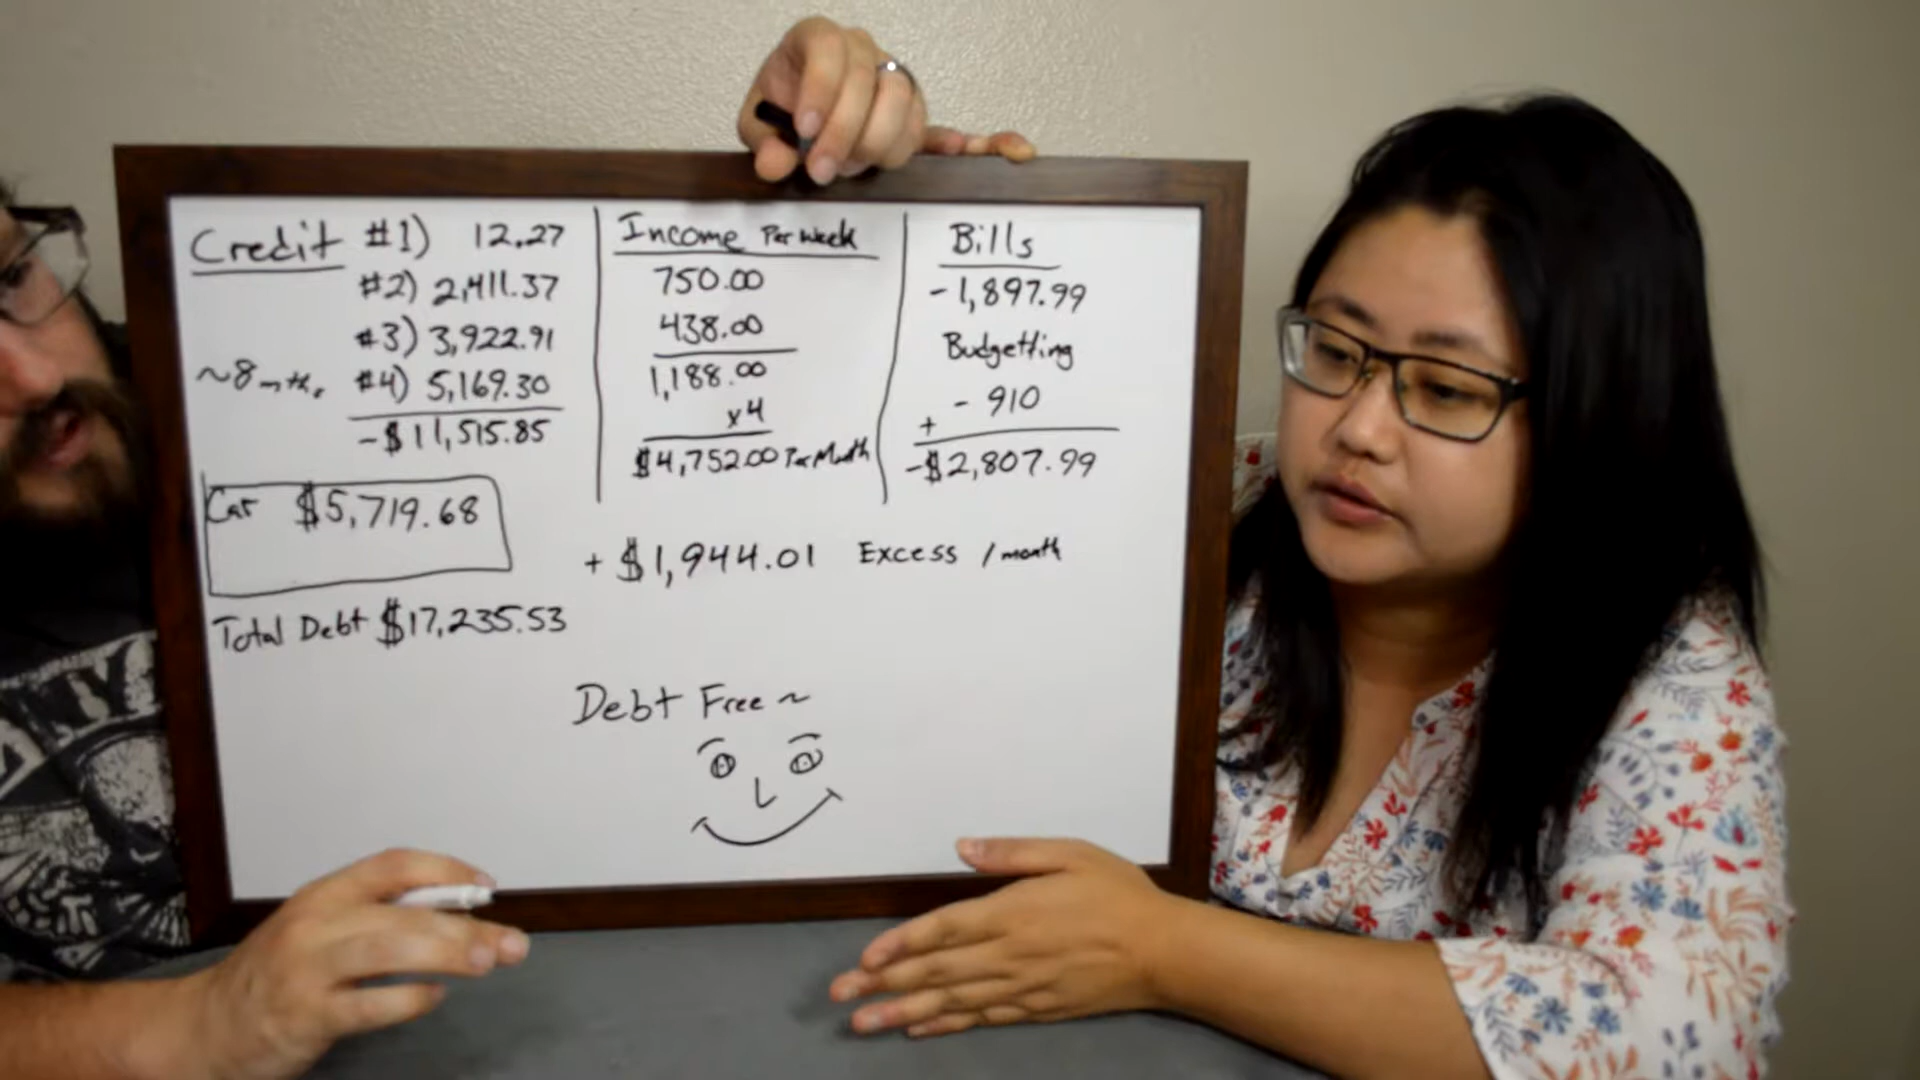 Credit #1) 12.27
#2) 2,411.37
#3) 3,922.91
~8 mths #4) 5,169.30
-$11,515.85
Car $5,719.68
Total Debt $17,235.53
Income Per Week
750.00
438.00
1,188.00
x4
$4,752.00 Per Month
Bills
-1,897.99
Budgetting
- 910
+
-$2,807.99
+ $1,944.01 Excess /month
Debt Free ~